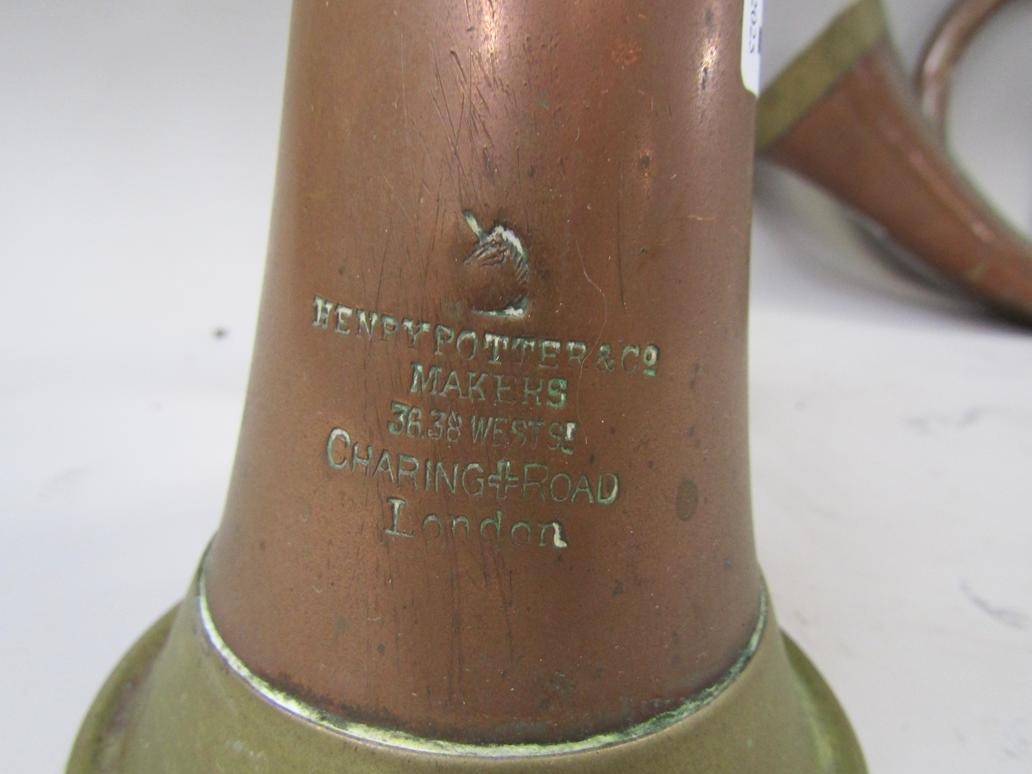 HENRY POTTER & Cº
MAKERS
36.38 WEST ST
CHARING + ROAD
London